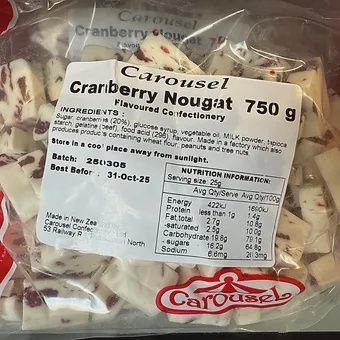 Carousel
Cranberry Nougat 7
Flavou
Carousel
Cranberry Nougat 750 g
Flavoured Confectionery
INGREDIENTS:
Sugar, cranberries (20%), glucose syrup, vegetable oil, MILK powder, tapioca
starch, gelatine (beef), food acid (296), flavour. Made in a factory which also
produces products containing wheat flour, peanuts and tree nuts
Store in a cool place away from sunlight.
Batch: 250305
Best Before: 31-Oct-25
Made in New Zealand
Carousel Confec
53 Railway R North
NUTRITION INFORMATION:
Serving size: 25g
Avg Qty/Serve Avg/100g
Energy 422kJ
Protein less than 1g 1.4g
Fat,total 2.7g 10.8g
-saturated 2.5g 10.0g
Carbohydrate 19.8g 79.1g
- sugars 16.2g 64.8g
Sodium 6.6mg 26.3mg
Carousel